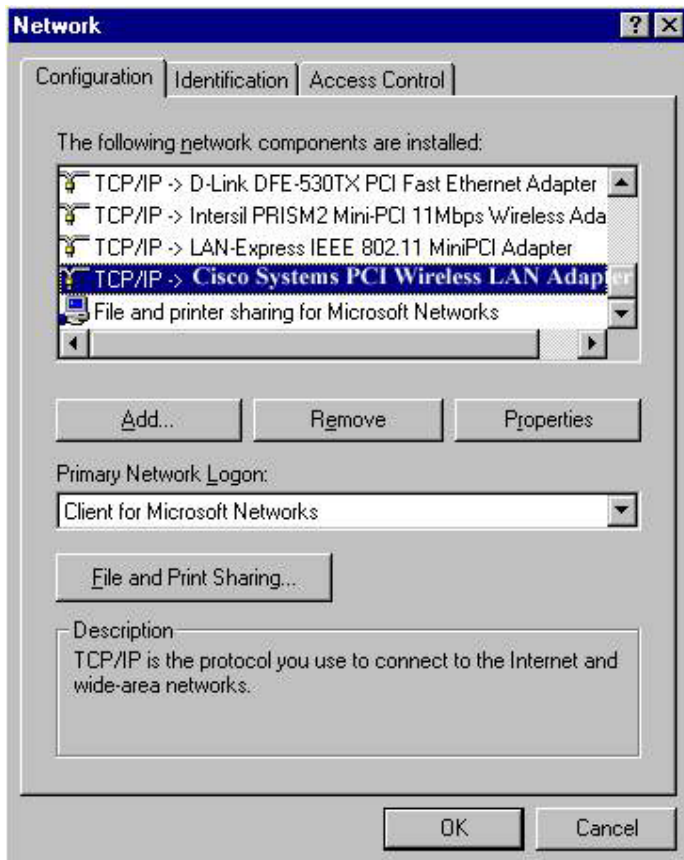 Network
Configuration Identification Access Control
The following network components are installed:
TCP/IP -> D-Link DFE-530TX PCI Fast Ethernet Adapter
TCP/IP -> Intersil PRISM2 Mini-PCI 11Mbps Wireless Ada
TCP/IP -> LAN-Express IEEE 802.11 MiniPCI Adapter
TCP/IP -> Cisco Systems PCI Wireless LAN Adapter
File and printer sharing for Microsoft Networks
Add... Remove Properties
Primary Network Logon:
Client for Microsoft Networks
File and Print Sharing...
Description
TCP/IP is the protocol you use to connect to the Internet and
wide-area networks.
OK Cancel